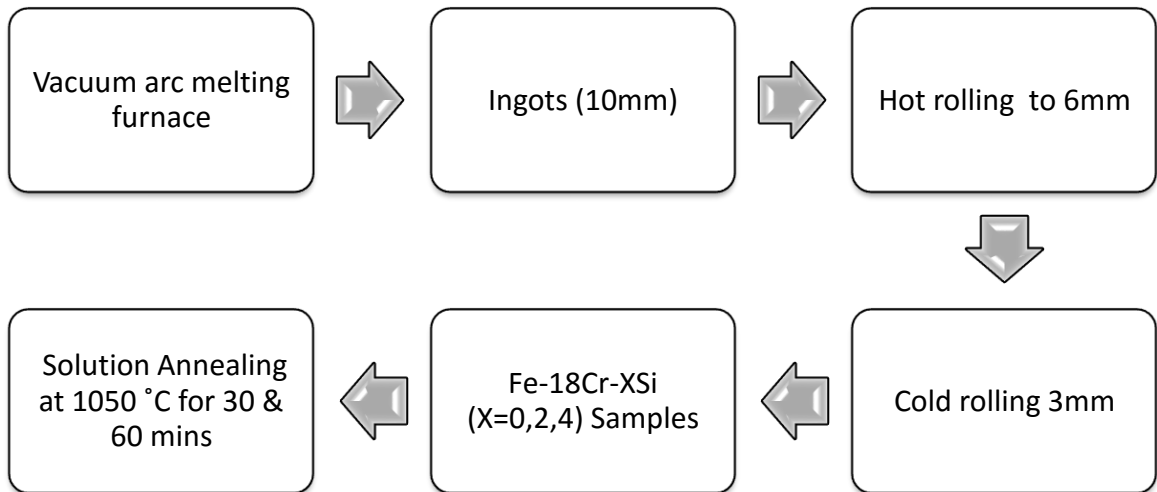 Vacuum arc melting
furnace
Ingots (10mm)
Hot rolling  to 6mm
Cold rolling 3mm
Fe-18Cr-XSi
(X=0,2,4) Samples
Solution Annealing
at 1050 ˚C for 30 &
60 mins